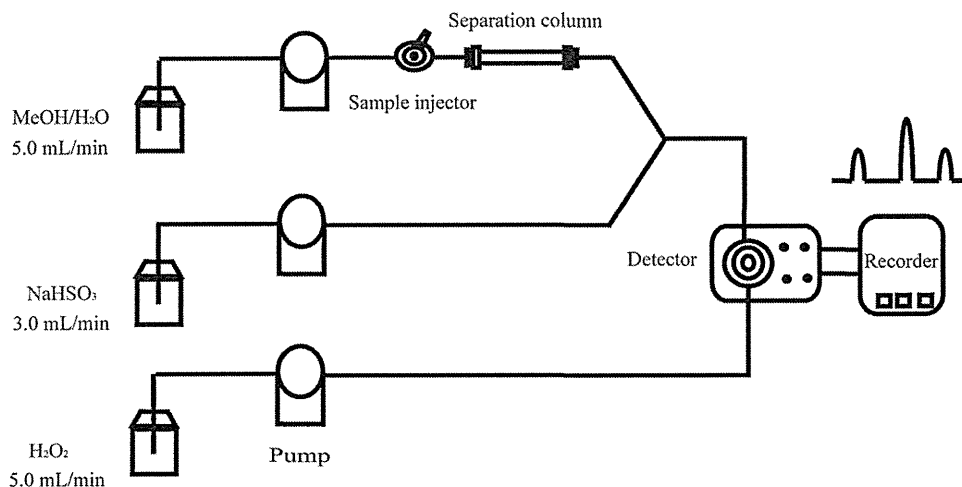 Separation column
Sample injector
MeOH/H₂O
5.0 mL/min
Detector
Recorder
NaHSO₃
3.0 mL/min
H₂O₂
5.0 mL/min
Pump